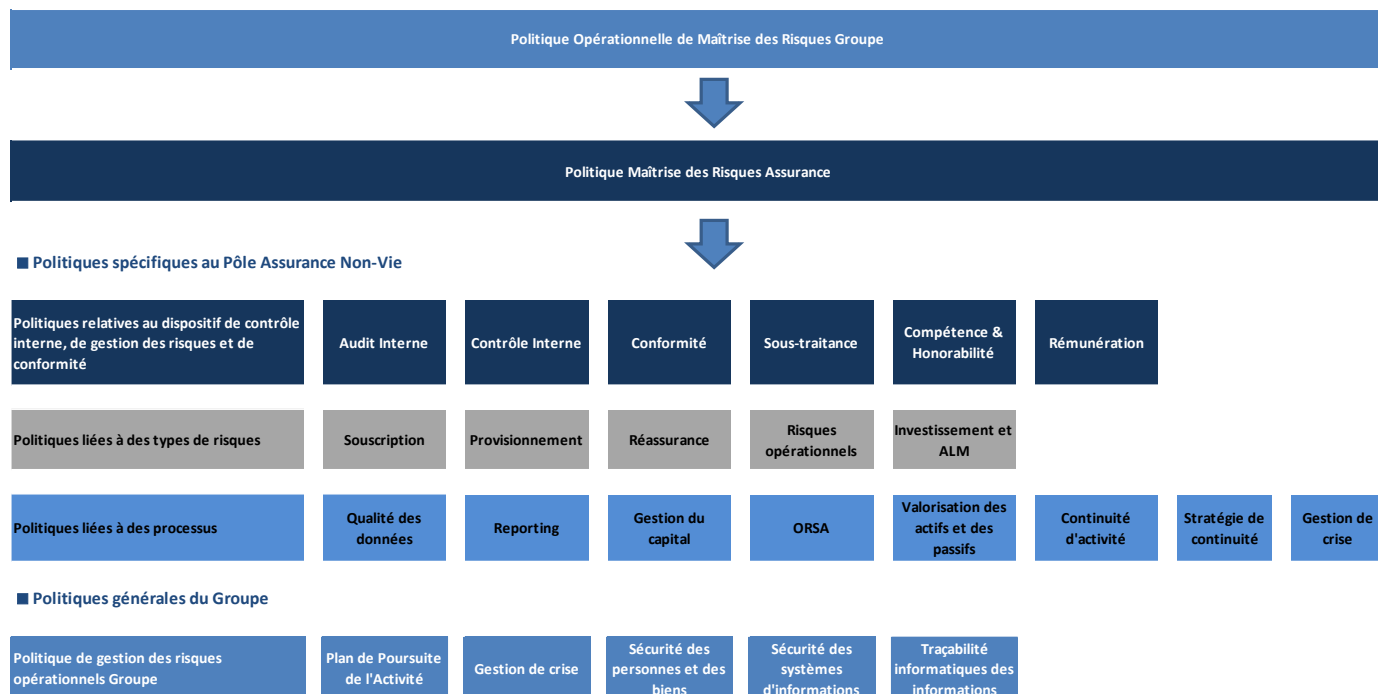 Politique Opérationnelle de Maîtrise des Risques Groupe
Politique Maîtrise des Risques Assurance
Politiques spécifiques au Pôle Assurance Non-Vie
Politiques relatives au dispositif de contrôle
interne, de gestion des risques et de
conformité
Audit Interne
Contrôle Interne
Conformité
Sous-traitance
Compétence &
Honorabilité
Rémunération
Politiques liées à des types de risques
Souscription
Provisionnement
Réassurance
Risques
opérationnels
Investissement et
ALM
Politiques liées à des processus
Qualité des
données
Reporting
Gestion du
capital
ORSA
Valorisation des
actifs et des
passifs
Continuité
d'activité
Stratégie de
continuité
Gestion de
crise
Politiques générales du Groupe
Politique de gestion des risques
opérationnels Groupe
Plan de Poursuite
de l'Activité
Gestion de crise
Sécurité des
personnes et des
biens
Sécurité des
systèmes
d'informations
Traçabilité
informatiques des
informations